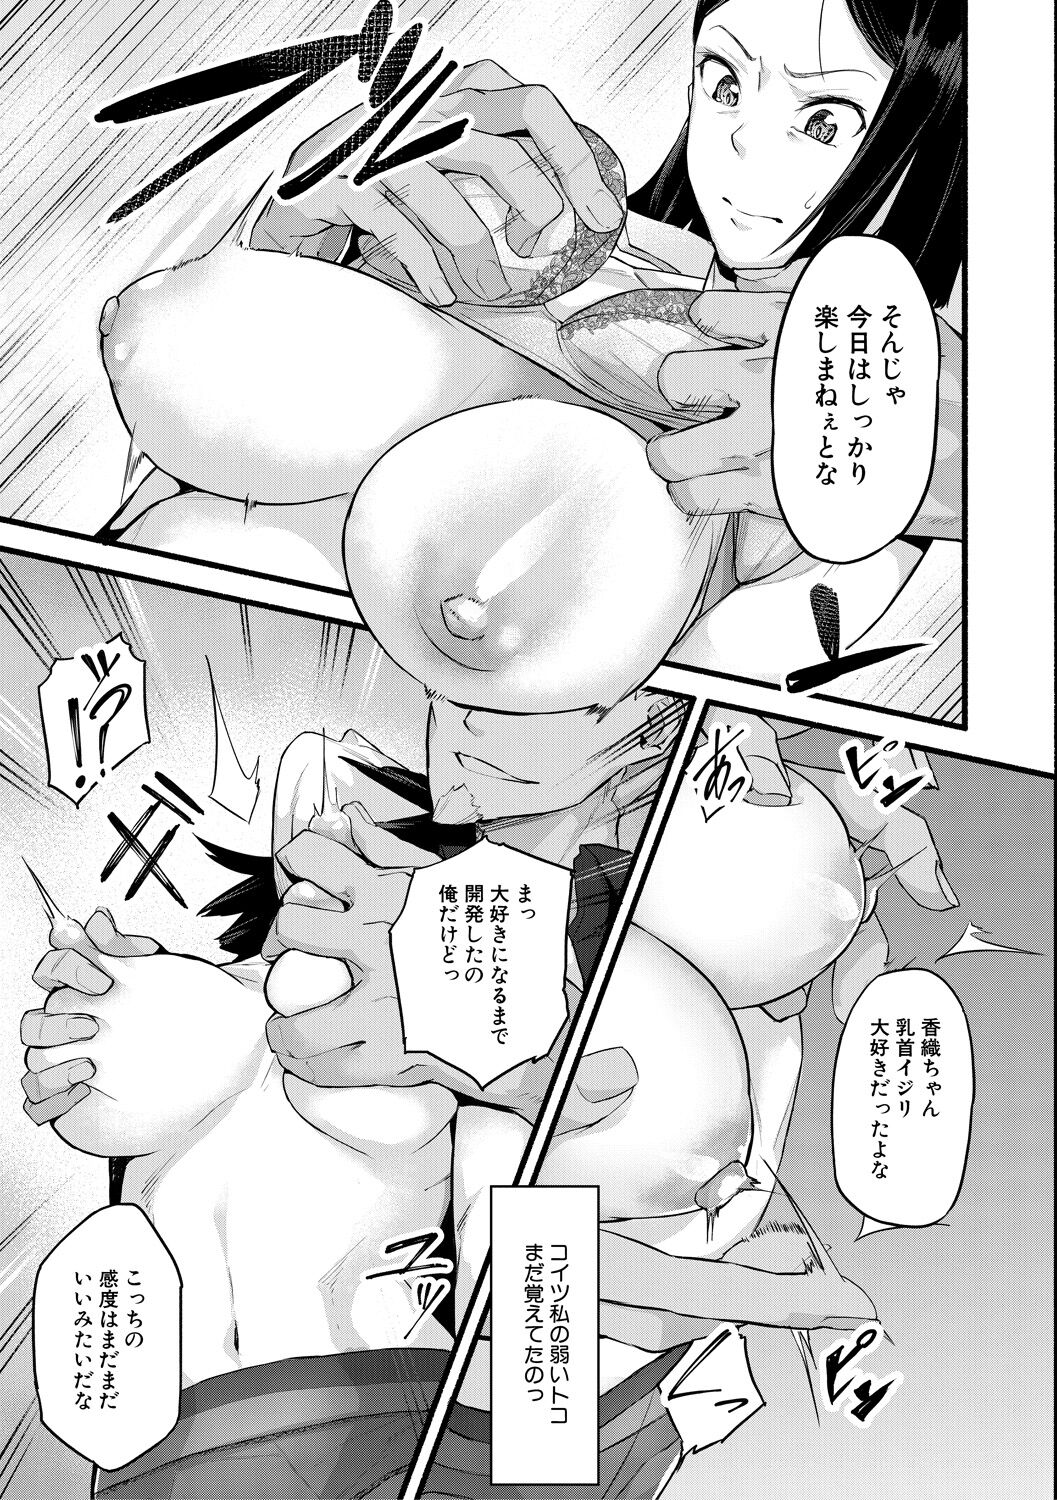 そんじゃ
今日はしっかり
楽しまねぇとな
ピンッ
あっ
香織ちゃん
乳首イジリ
大好きだったよな
コイツ私の弱いトコ
まだ覚えてたのっ
まっ
大好きになるまで
開発したの
俺だけどっ
ッ!?
こっちの
感度はまだまだ
いいみたいだな